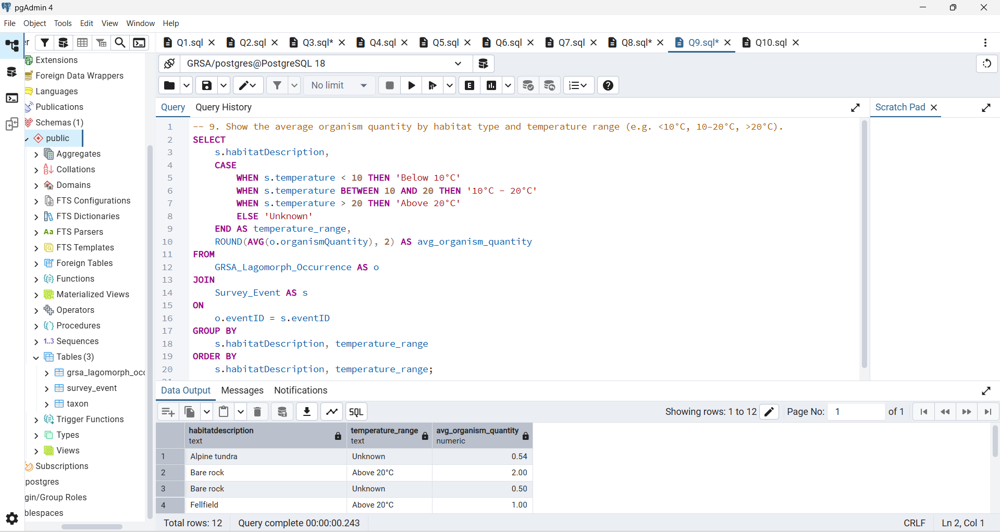 pgAdmin 4
File Object Tools Edit View Window Help
er
Q1.sql Q2.sql Q3.sql* Q4.sql Q5.sql Q6.sql Q7.sql Q8.sql* Q9.sql* Q10.sql
Extensions
Foreign Data Wrappers
Languages
Publications
Schemas (1)
public
Aggregates
Collations
Domains
FTS Configurations
FTS Dictionaries
Aa FTS Parsers
FTS Templates
Foreign Tables
Functions
Materialized Views
Operators
Procedures
1..3 Sequences
Tables (3)
grsa_lagomorph_occ
survey_event
taxon
Trigger Functions
Types
Views
Subscriptions
postgres
gin/Group Roles
blespaces
GRSA/postgres@PostgreSQL 18
No limit
E
Query Query History
Scratch Pad
1 -- 9. Show the average organism quantity by habitat type and temperature range (e.g. <10°C, 10–20°C, >20°C).
2 SELECT
3 s.habitatDescription,
4 CASE
5 WHEN s.temperature < 10 THEN 'Below 10°C'
6 WHEN s.temperature BETWEEN 10 AND 20 THEN '10°C – 20°C'
7 WHEN s.temperature > 20 THEN 'Above 20°C'
8 ELSE 'Unknown'
9 END AS temperature_range,
10 ROUND(AVG(o.organismQuantity), 2) AS avg_organism_quantity
11 FROM
12 GRSA_Lagomorph_Occurrence AS o
13 JOIN
14 Survey_Event AS s
15 ON
16 o.eventID = s.eventID
17 GROUP BY
18 s.habitatDescription, temperature_range
19 ORDER BY
20 s.habitatDescription, temperature_range;
Data Output Messages Notifications
SQL
Showing rows: 1 to 12
Page No: 1 of 1
habitatdescription temperature_range avg_organism_quantity
text text numeric
1 Alpine tundra Unknown 0.54
2 Bare rock Above 20°C 2.00
3 Bare rock Unknown 0.50
4 Fellfield Above 20°C 1.00
Total rows: 12 Query complete 00:00:00.243
CRLF Ln 2, Col 1